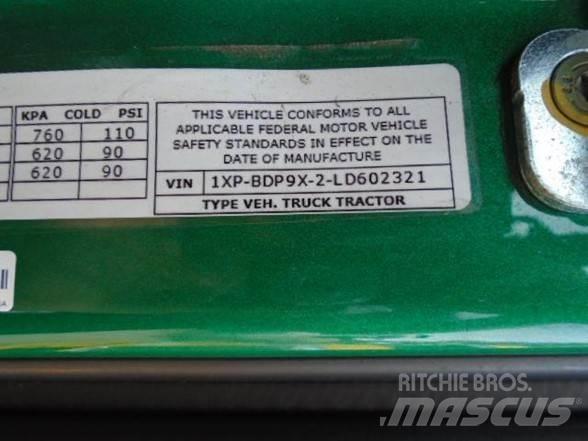 KPA COLD PSI
760 110
620 90
620 90
THIS VEHICLE CONFORMS TO ALL
APPLICABLE FEDERAL MOTOR VEHICLE
SAFETY STANDARDS IN EFFECT ON THE
DATE OF MANUFACTURE
VIN 1XP-BDP9X-2-LD602321
TYPE VEH. TRUCK TRACTOR
RITCHIE BROS.
MASCUS